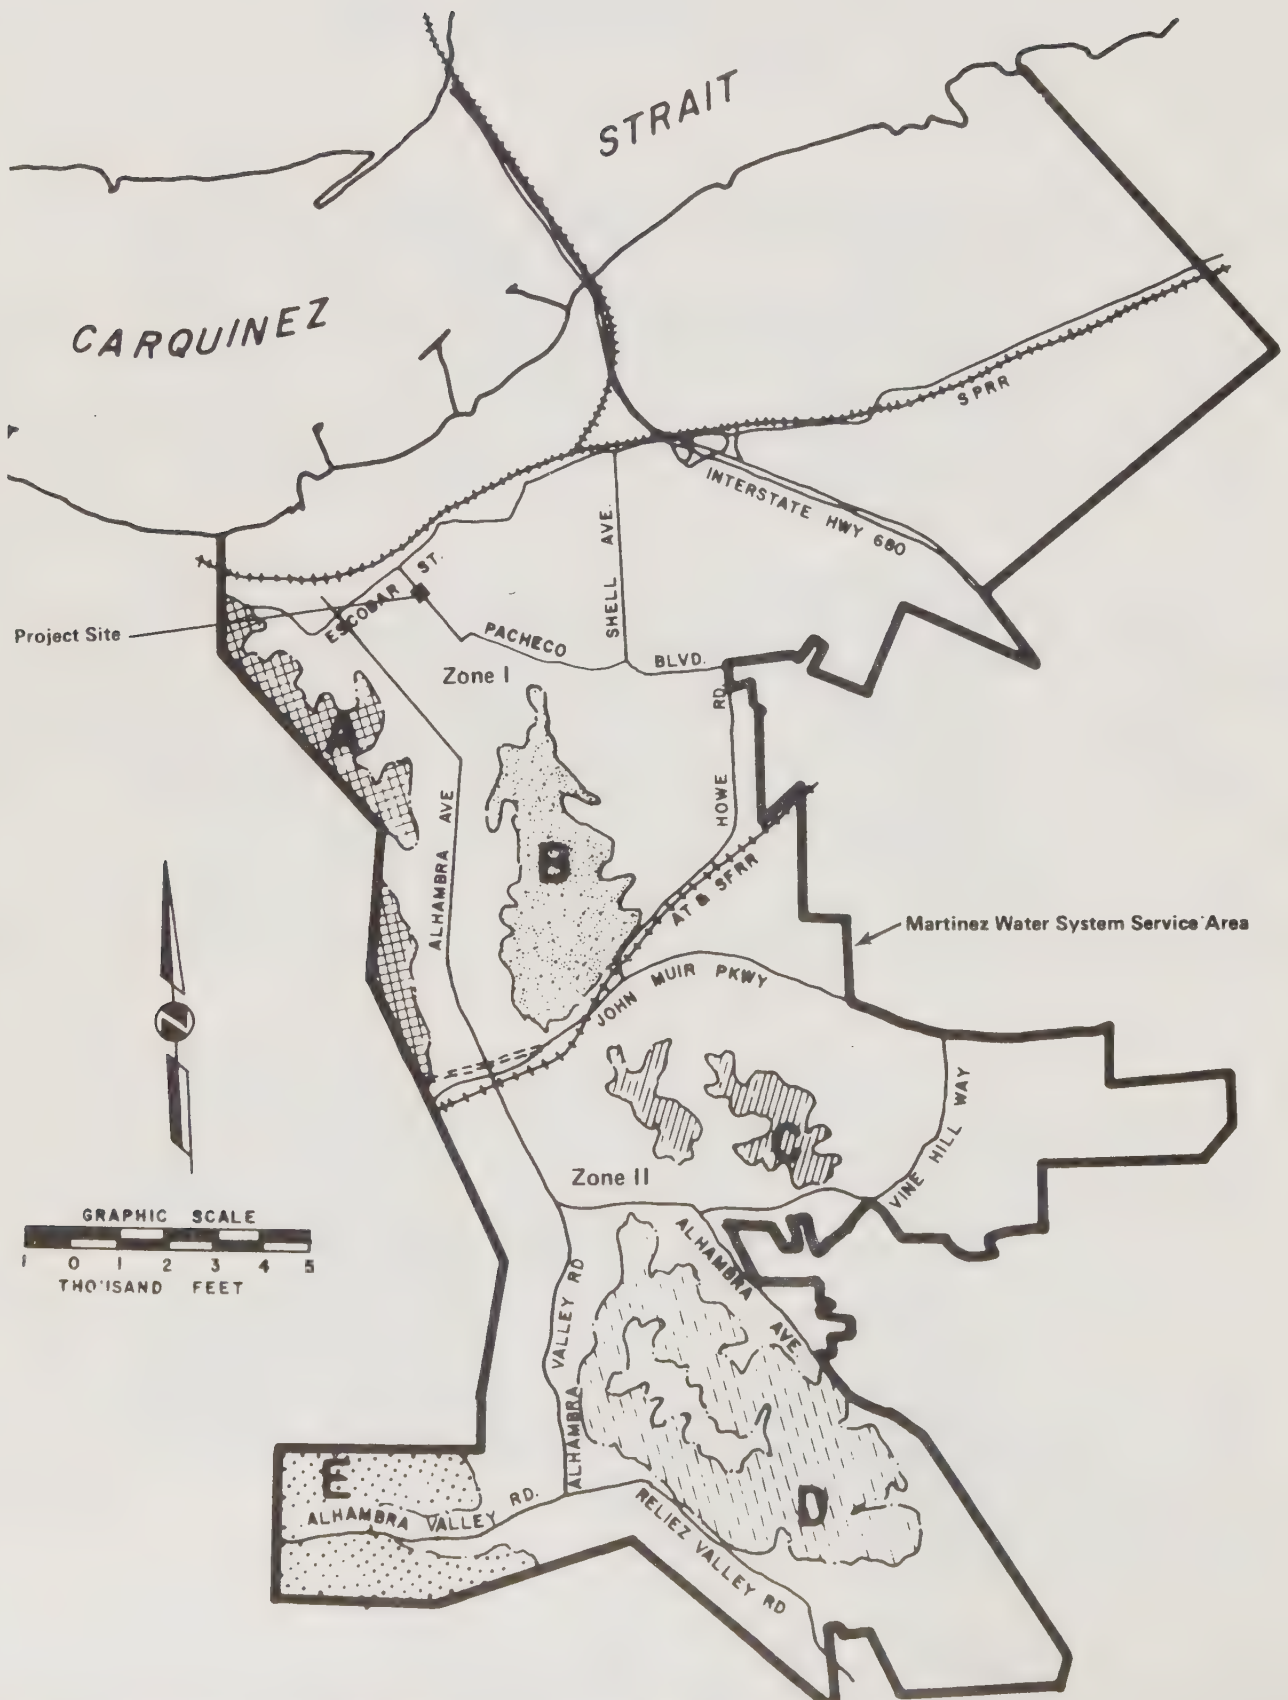 STRAIT
CARQUINEZ
SPRR
INTERSTATE HWY 680
SHELL AVE.
ESCOBAR ST.
Project Site
PACHECO BLVD.
Zone I
A
HOWE RD.
ALHAMBRA AVE
B
AT & SFRR
Martinez Water System Service Area
JOHN MUIR PKWY
N
C
VINE HILL WAY
Zone II
GRAPHIC SCALE
1 0 1 2 3 4 5
THOUSAND FEET
ALHAMBRA AVE
ALHAMBRA VALLEY RD
E
ALHAMBRA VALLEY RD.
D
RELIEZ VALLEY RD